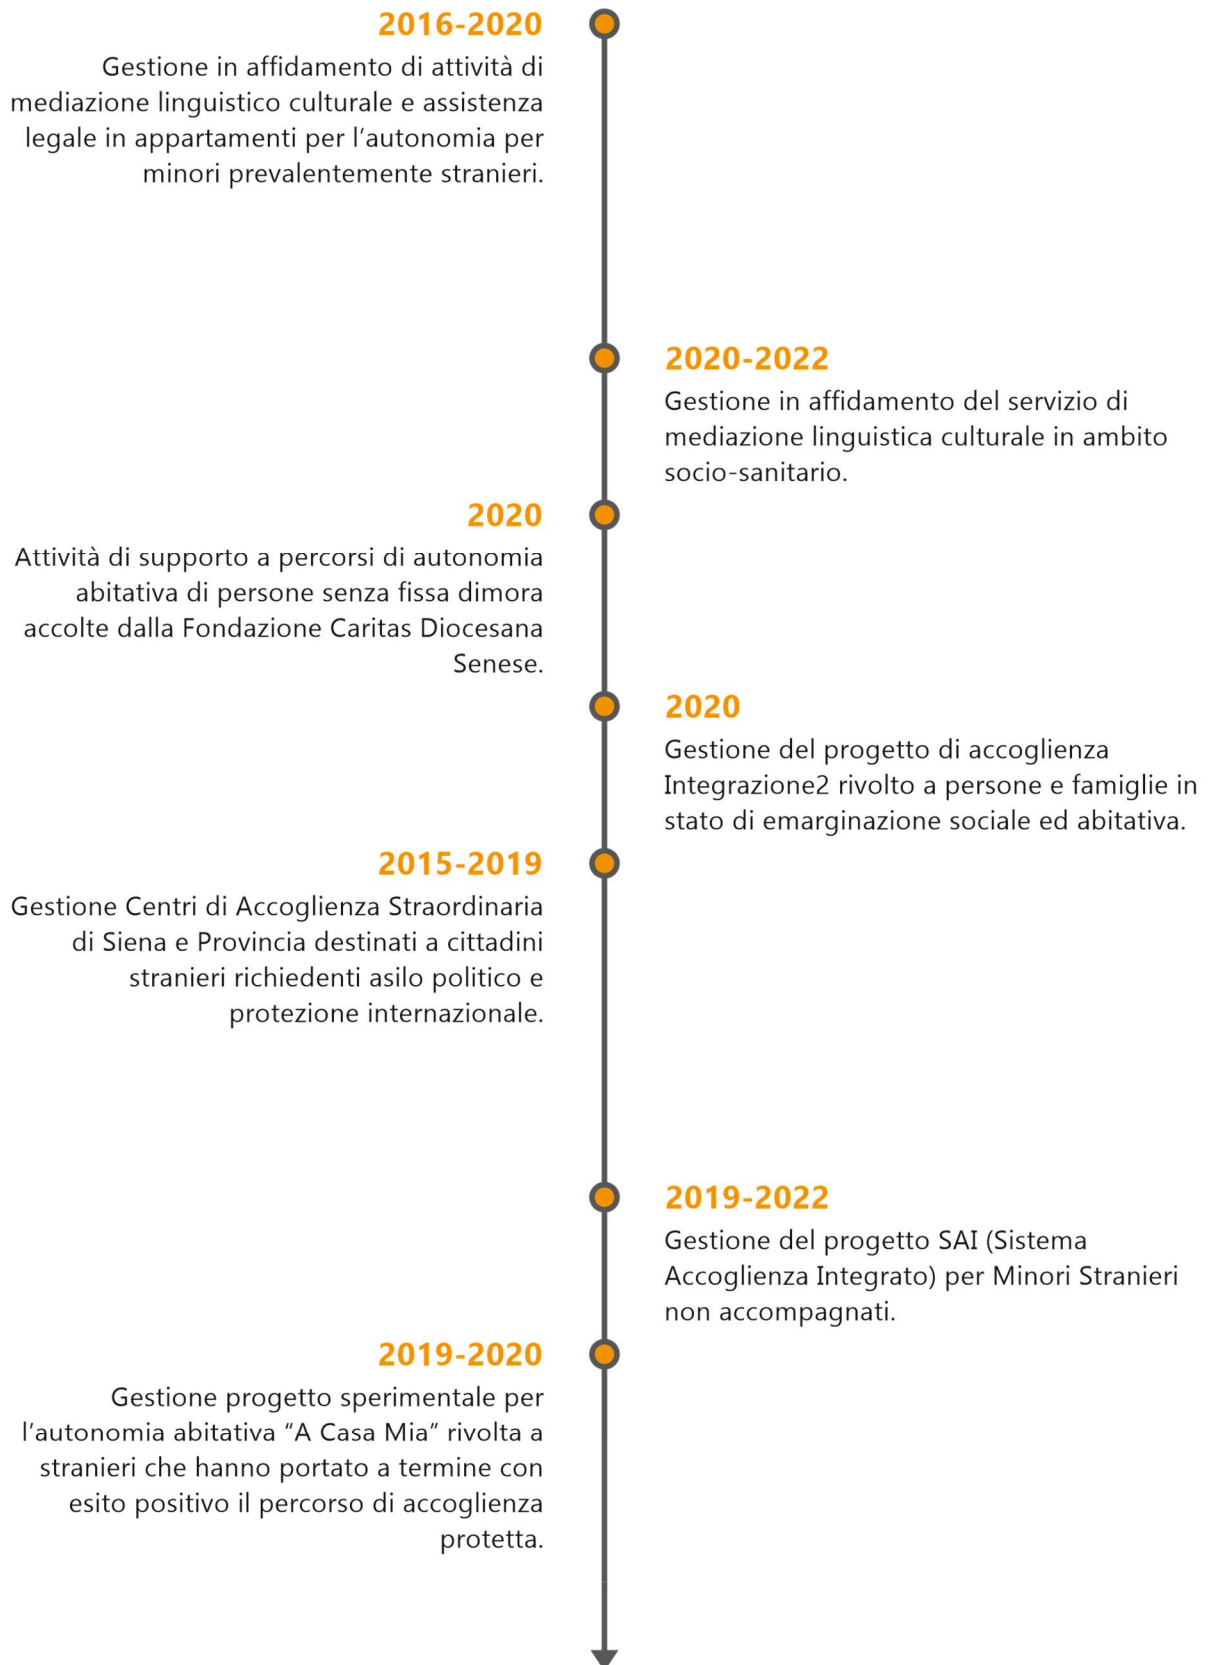 2016-2020
Gestione in affidamento di attività di
mediazione linguistico culturale e assistenza
legale in appartamenti per l'autonomia per
minori prevalentemente stranieri.
2020-2022
Gestione in affidamento del servizio di
mediazione linguistica culturale in ambito
socio-sanitario.
2020
Attività di supporto a percorsi di autonomia
abitativa di persone senza fissa dimora
accolte dalla Fondazione Caritas Diocesana
Senese.
2020
Gestione del progetto di accoglienza
Integrazione2 rivolto a persone e famiglie in
stato di emarginazione sociale ed abitativa.
2015-2019
Gestione Centri di Accoglienza Straordinaria
di Siena e Provincia destinati a cittadini
stranieri richiedenti asilo politico e
protezione internazionale.
2019-2022
Gestione del progetto SAI (Sistema
Accoglienza Integrato) per Minori Stranieri
non accompagnati.
2019-2020
Gestione progetto sperimentale per
l'autonomia abitativa “A Casa Mia” rivolta a
stranieri che hanno portato a termine con
esito positivo il percorso di accoglienza
protetta.